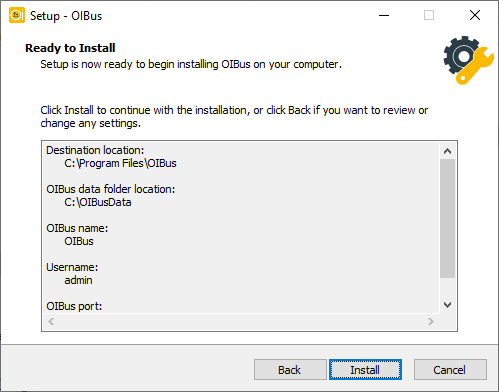 Setup - OIBus
Ready to Install
Setup is now ready to begin installing OIBus on your computer.
Click Install to continue with the installation, or click Back if you want to review or
change any settings.
Destination location:
C:\Program Files\OIBus
OIBus data folder location:
C:\OIBusData
OIBus name:
OIBus
Username:
admin
OIBus port:
Back
Install
Cancel